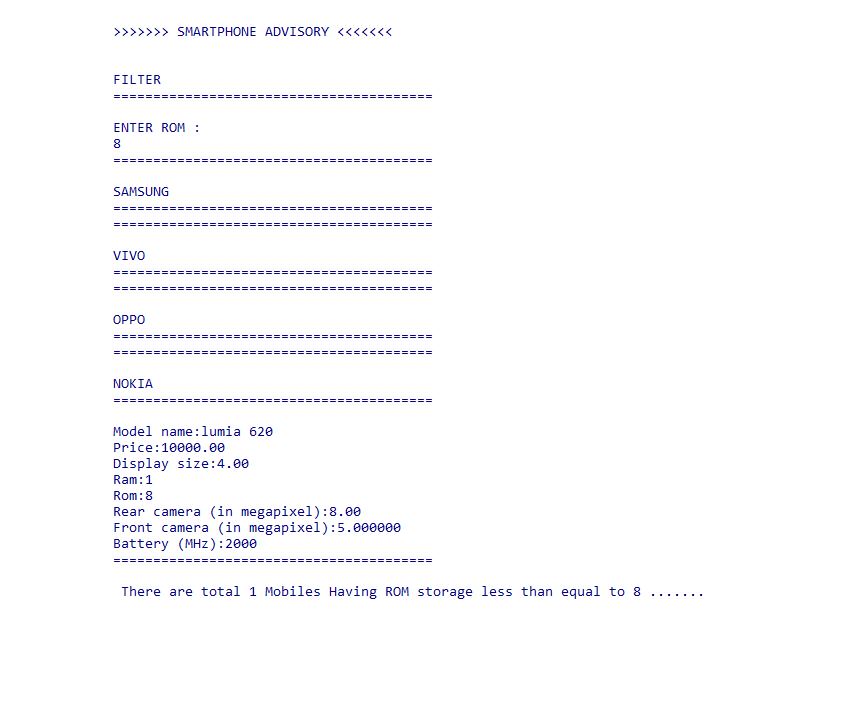 >>>>>>> SMARTPHONE ADVISORY <<<<<<<
FILTER
========================================
ENTER ROM :
8
========================================
SAMSUNG
========================================
========================================
VIVO
========================================
========================================
OPPO
========================================
========================================
NOKIA
========================================
Model name:lumia 620
Price:10000.00
Display size:4.00
Ram:1
Rom:8
Rear camera (in megapixel):8.00
Front camera (in megapixel):5.000000
Battery (MHz):2000
========================================
There are total 1 Mobiles Having ROM storage less than equal to 8 .......